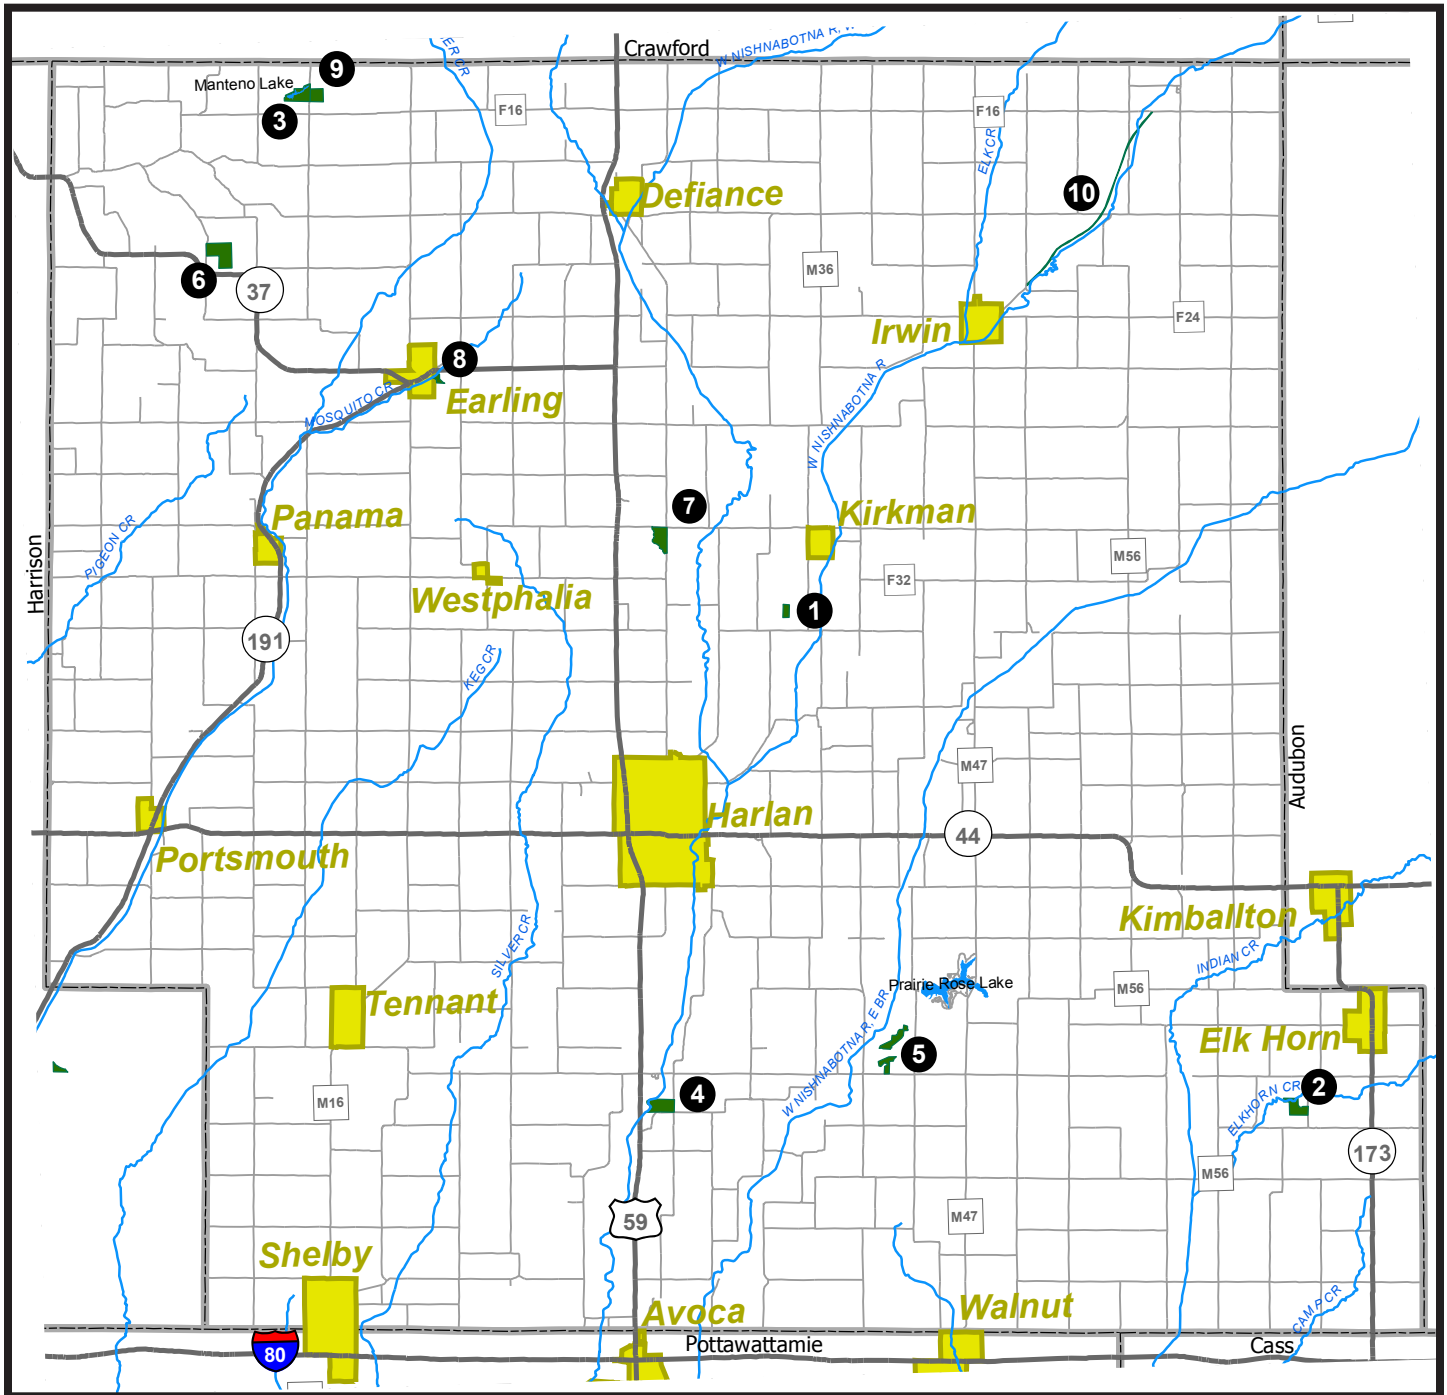 Crawford
W NISHNABOTNA R, W
ER CR
9
Manteno Lake
3
F16
F16
ELK CR
10
Defiance
M36
6
37
F24
Irwin
8
Earling
MOSQUITO CR
W NISHNABOTNA R
7
Kirkman
Panama
PIGEON CR
M56
Harrison
F32
Westphalia
1
191
KEG CR
Audubon
M47
Harlan
44
Portsmouth
Kimballton
SILVER CR
INDIAN CR
Prairie Rose Lake
M56
Tennant
W NISHNABOTNA R, E BR
Elk Horn
5
2
4
ELKHORN CR
M16
173
M56
59
M47
Shelby
Avoca
Walnut
CAMP CR
Pottawattamie
Cass
80